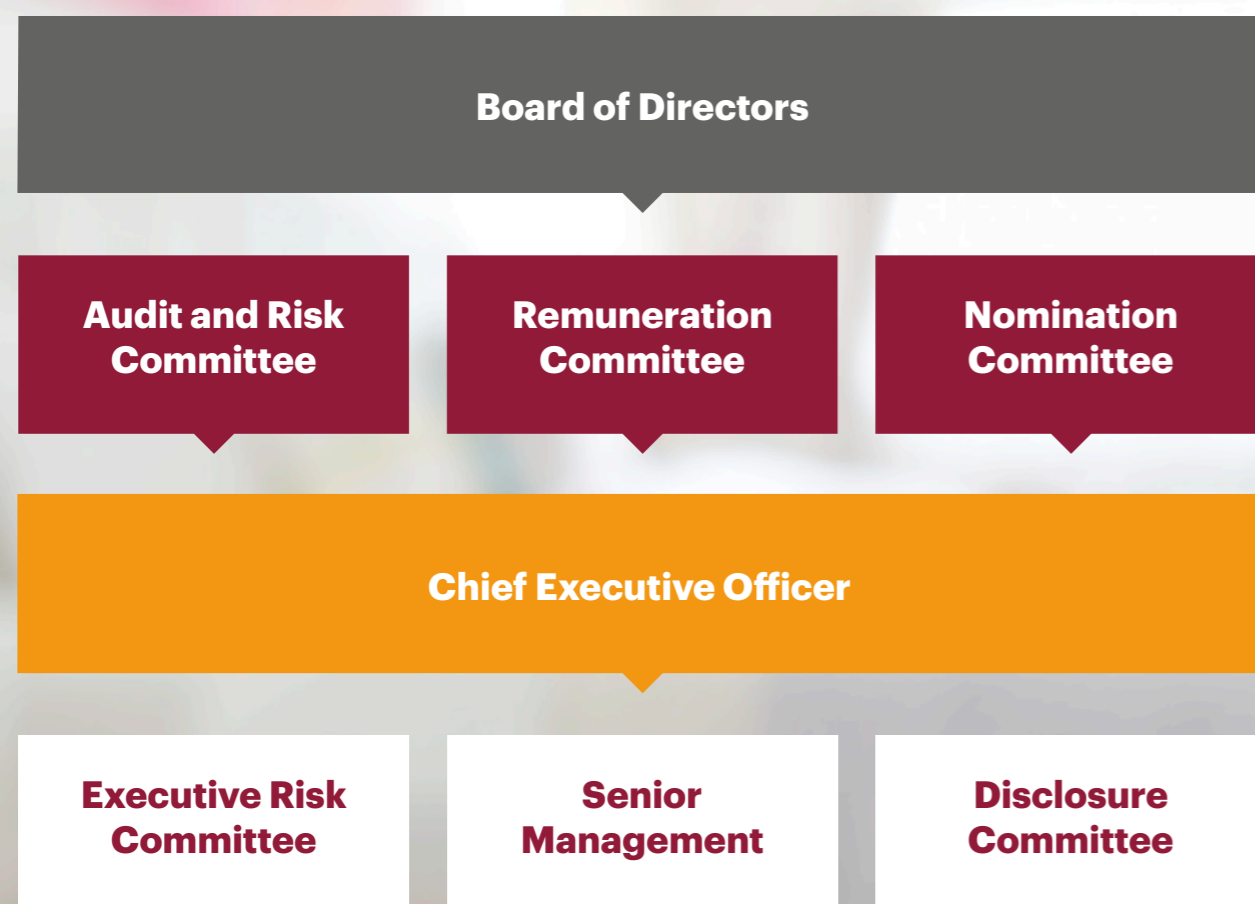 Board of Directors
Audit and Risk
Committee
Remuneration
Committee
Nomination
Committee
Chief Executive Officer
Executive Risk
Committee
Senior
Management
Disclosure
Committee